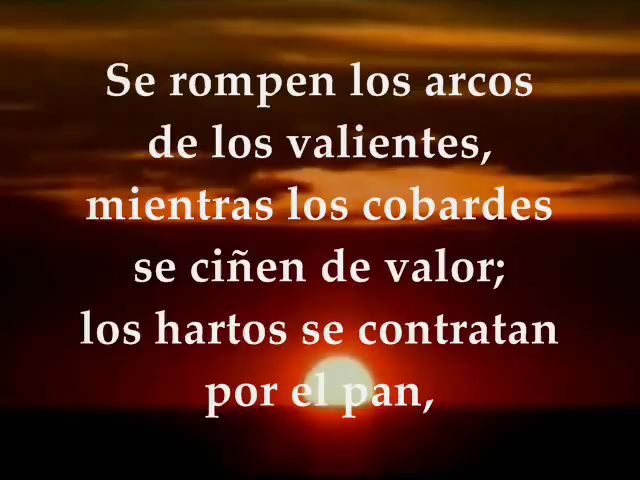 Se rompen los arcos
de los valientes,
mientras los cobardes
se ciñen de valor;
los hartos se contratan
por el pan,